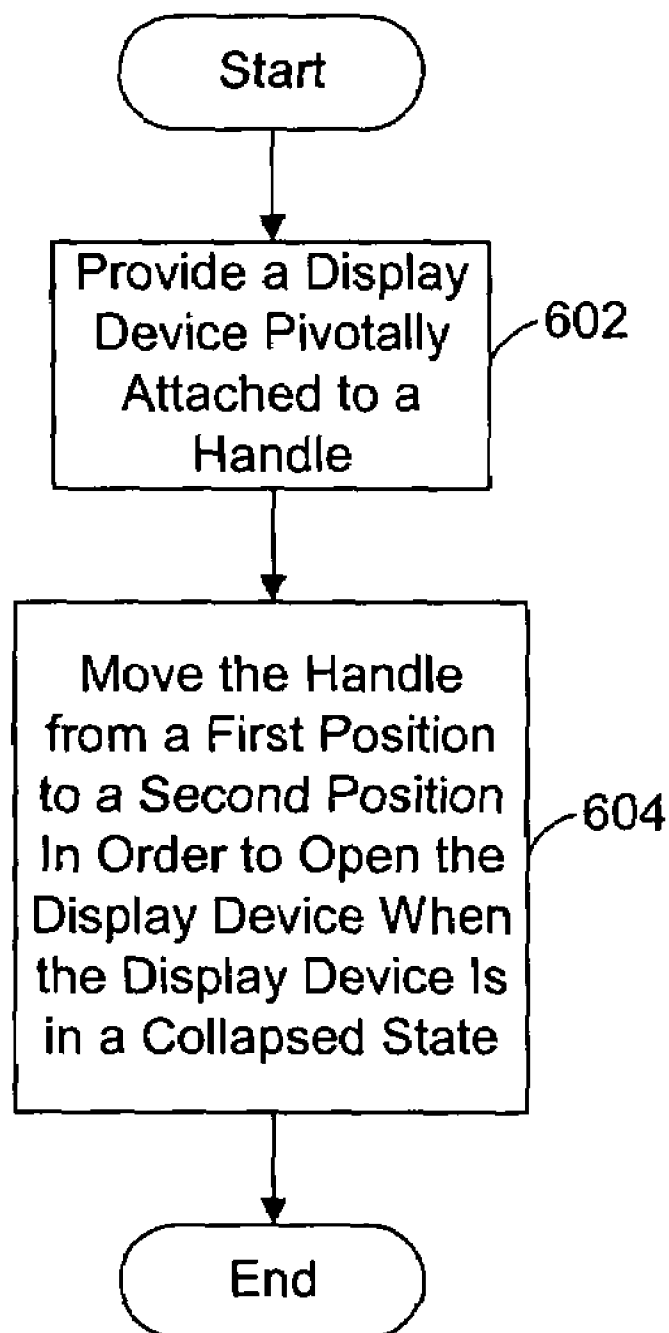 Start
Provide a Display
Device Pivotally
Attached to a
Handle
602
Move the Handle
from a First Position
to a Second Position
In Order to Open the
Display Device When
the Display Device Is
in a Collapsed State
604
End